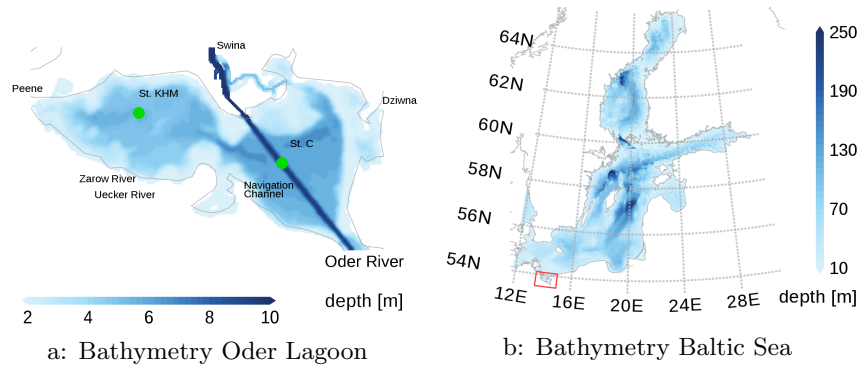 Swina
Peene
St. KHM
Dziwna
St. C
Zarow River
Navigation
Channel
Uecker River
Oder River
depth [m]
2 4 6 8 10
a: Bathymetry Oder Lagoon
64N
62N
60N
58N
56N
54N
12E 16E 20E 24E 28E
250
190
130
70
10
depth [m]
b: Bathymetry Baltic Sea